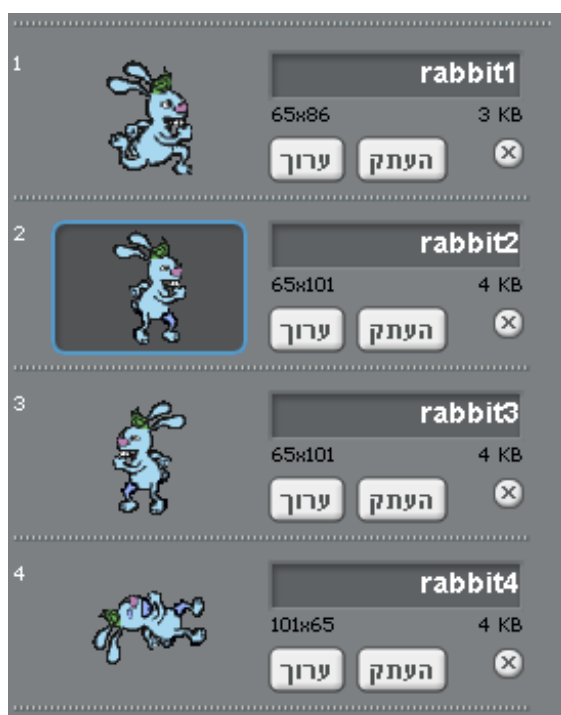 1
rabbit1
65x86 3 KB
ערוך העתק
2
rabbit2
65x101 4 KB
ערוך העתק
3
rabbit3
65x101 4 KB
ערוך העתק
4
rabbit4
101x65 4 KB
ערוך העתק